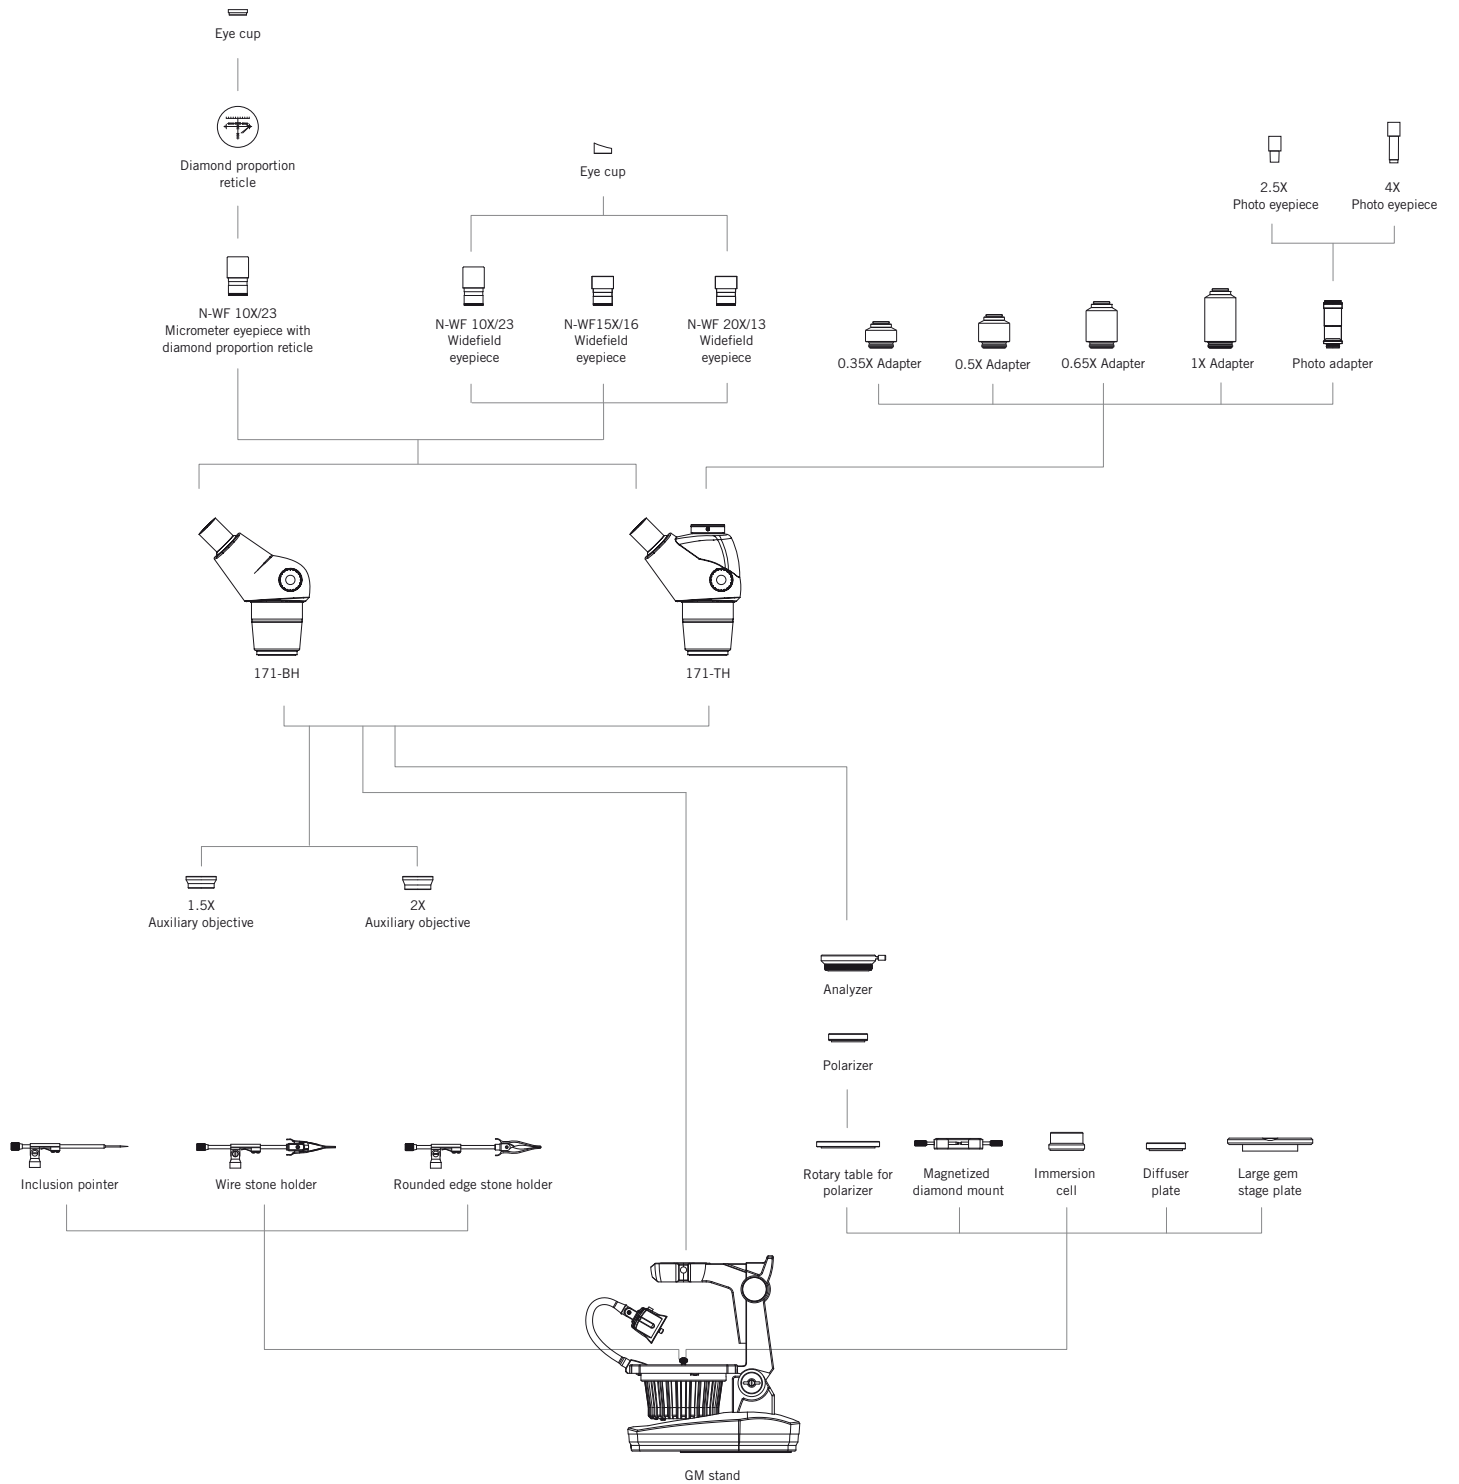 Eye cup
Diamond proportion
reticle
Eye cup
2.5X
Photo eyepiece
4X
Photo eyepiece
N-WF 10X/23
Micrometer eyepiece with
diamond proportion reticle
N-WF 10X/23
Widefield
eyepiece
N-WF15X/16
Widefield
eyepiece
N-WF 20X/13
Widefield
eyepiece
0.35X Adapter
0.5X Adapter
0.65X Adapter
1X Adapter
Photo adapter
171-BH
171-TH
1.5X
Auxiliary objective
2X
Auxiliary objective
Analyzer
Polarizer
Inclusion pointer
Wire stone holder
Rounded edge stone holder
Rotary table for
polarizer
Magnetized
diamond mount
Immersion
cell
Diffuser
plate
Large gem
stage plate
GM stand